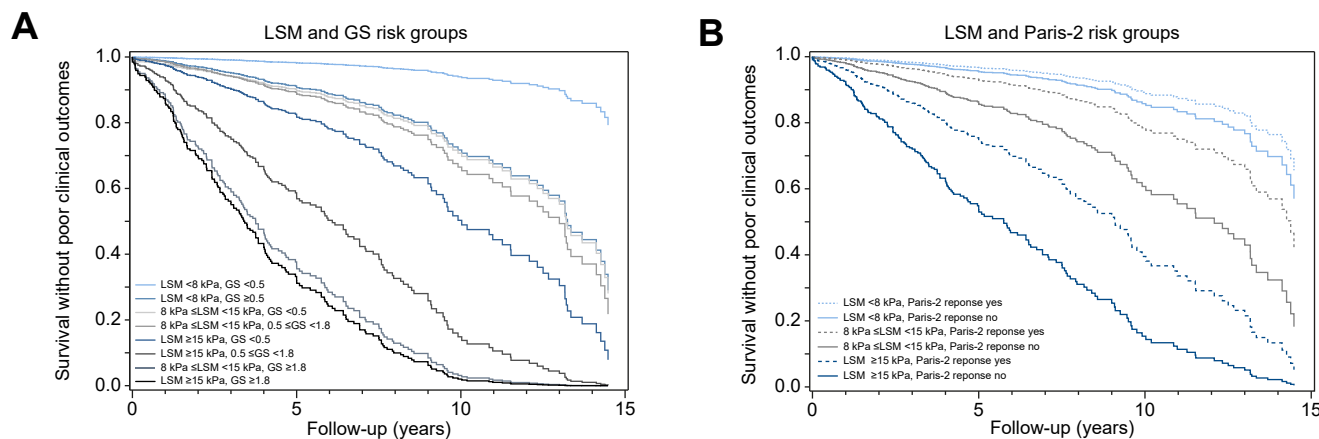 A
LSM and GS risk groups
Survival without poor clinical outcomes
1.0
0.8
0.6
0.4
0.2
0.0
LSM <8 kPa, GS <0.5
LSM <8 kPa, GS ≥0.5
8 kPa ≤LSM <15 kPa, GS <0.5
8 kPa ≤LSM <15 kPa, 0.5 ≤GS <1.8
LSM ≥15 kPa, GS <0.5
LSM ≥15 kPa, 0.5 ≤GS <1.8
8 kPa ≤LSM <15 kPa, GS ≥1.8
LSM ≥15 kPa, GS ≥1.8
0 5 10 15
Follow-up (years)
B
LSM and Paris-2 risk groups
Survival without poor clinical outcomes
1.0
0.8
0.6
0.4
0.2
0.0
LSM <8 kPa, Paris-2 reponse yes
LSM <8 kPa, Paris-2 reponse no
8 kPa ≤LSM <15 kPa, Paris-2 reponse yes
8 kPa ≤LSM <15 kPa, Paris-2 reponse no
LSM ≥15 kPa, Paris-2 reponse yes
LSM ≥15 kPa, Paris-2 reponse no
0 5 10 15
Follow-up (years)